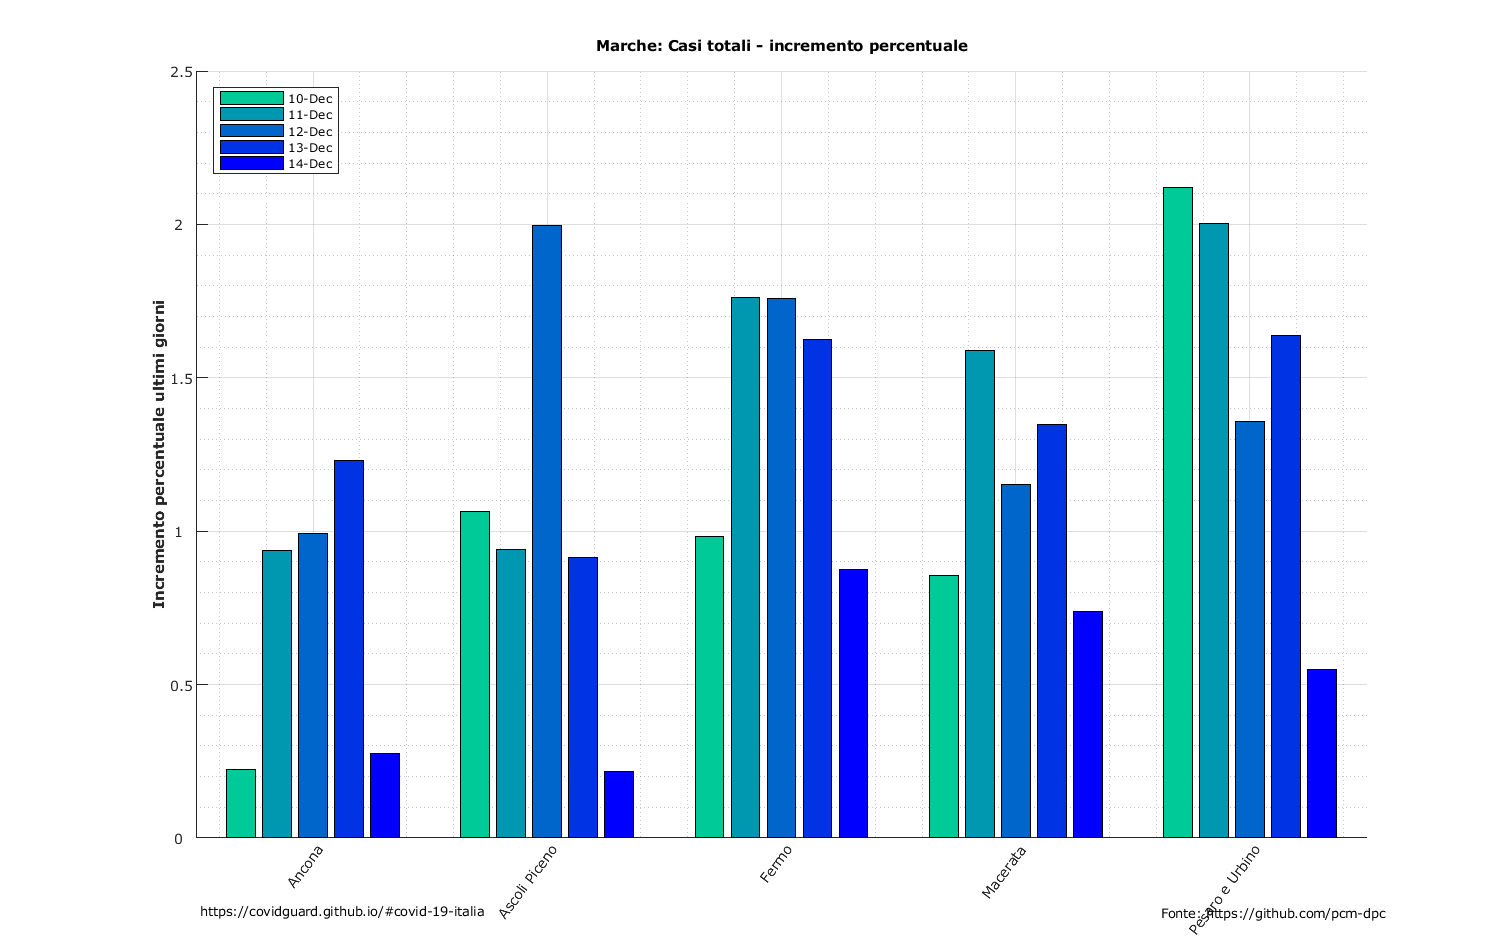 Marche: Casi totali - incremento percentuale
2.5
2
1.5
1
0.5
0
Incremento percentuale ultimi giorni
10-Dec
11-Dec
12-Dec
13-Dec
14-Dec
Ancona
Ascoli Piceno
Fermo
Macerata
Pesaro e Urbino
https://covidguard.github.io/#covid-19-italia
Fonte: https://github.com/pcm-dpc